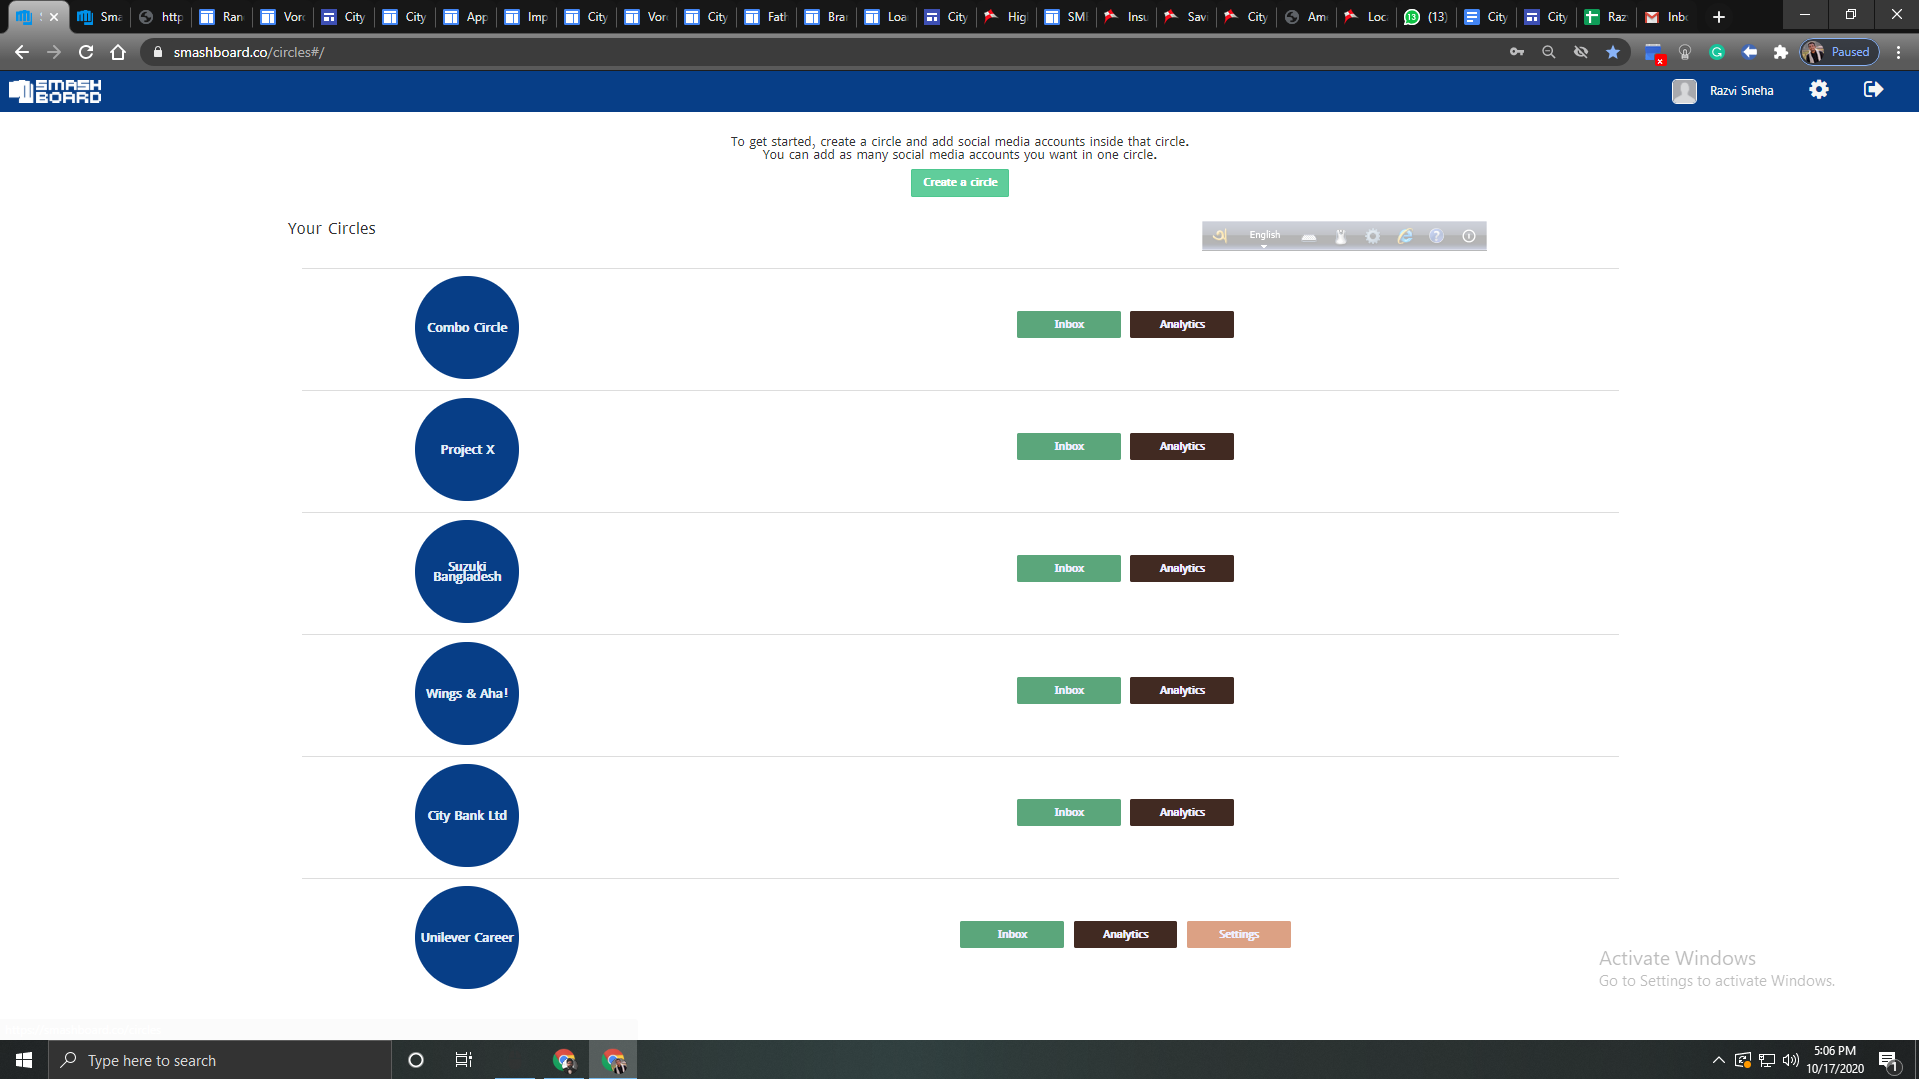 Sma
http
Ran
Vor
City
City
App
Imp
City
Vor
City
Fath
Bra
Loa
City
Hig
SMI
Insu
Sav
City
Am
Loc
(13)
City
City
Raz
Inb
smashboard.co/circles#/
Paused
SMASH
BOARD
Razvi Sneha
To get started, create a circle and add social media accounts inside that circle.
You can add as many social media accounts you want in one circle.
Create a circle
Your Circles
অ English
Combo Circle Inbox Analytics
Project X Inbox Analytics
Suzuki
Bangladesh
Inbox Analytics
Wings & Aha! Inbox Analytics
City Bank Ltd Inbox Analytics
Unilever Career Inbox Analytics Settings
Activate Windows
Go to Settings to activate Windows.
Type here to search
5:06 PM
10/17/2020
1